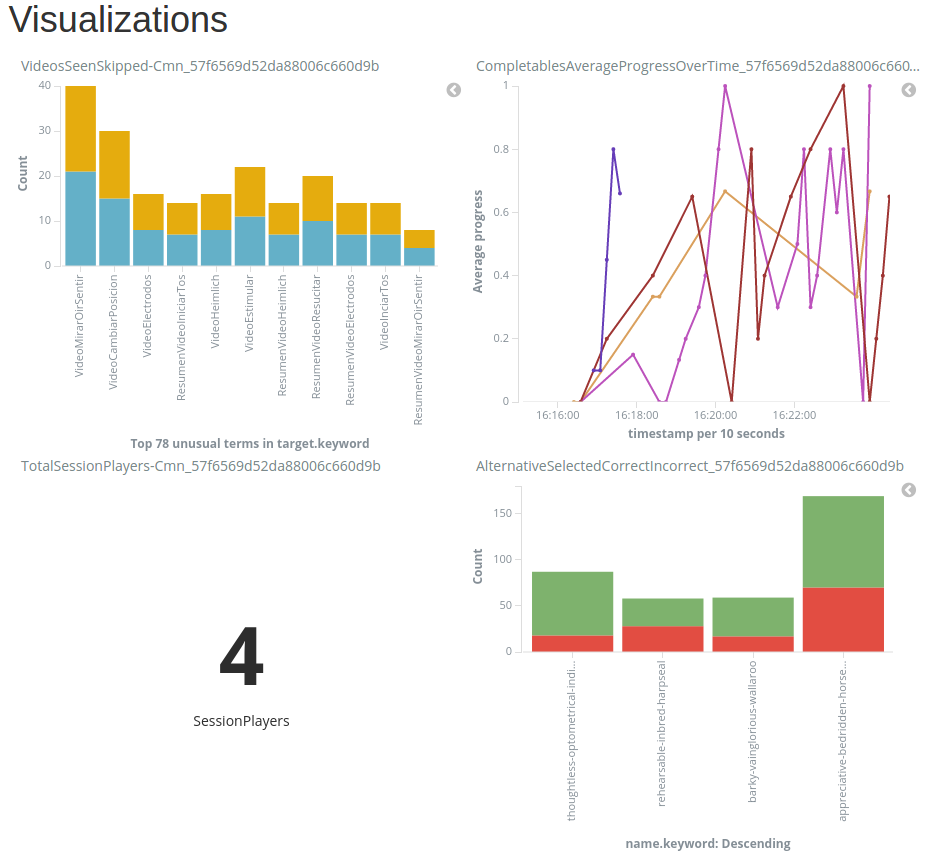 Visualizations
VideosSeenSkipped-Cmn_57f6569d52da88006c660d9b
40
30
20
10
0
Count
VideoMirarOirSentir
VideoCambiarPosicion
VideoElectrodos
ResumenVideoIniciarTos
VideoHeimlich
VideoEstimular
ResumenVideoHeimlich
ResumenVideoResucitar
ResumenVideoElectrodos
VideoInciarTos
ResumenVideoMirarOirSentir
Top 78 unusual terms in target.keyword
CompletablesAverageProgressOverTime_57f6569d52da88006c660...
1
0.8
0.6
0.4
0.2
0
Average progress
16:16:00
16:18:00
16:20:00
16:22:00
timestamp per 10 seconds
TotalSessionPlayers-Cmn_57f6569d52da88006c660d9b
4
SessionPlayers
AlternativeSelectedCorrectIncorrect_57f6569d52da88006c660d9b
150
100
50
0
Count
thoughtless-optometrical-indi...
rehearsable-inbred-harpseal
barky-vainglorious-wallaroo
appreciative-bedridden-horse...
name.keyword: Descending